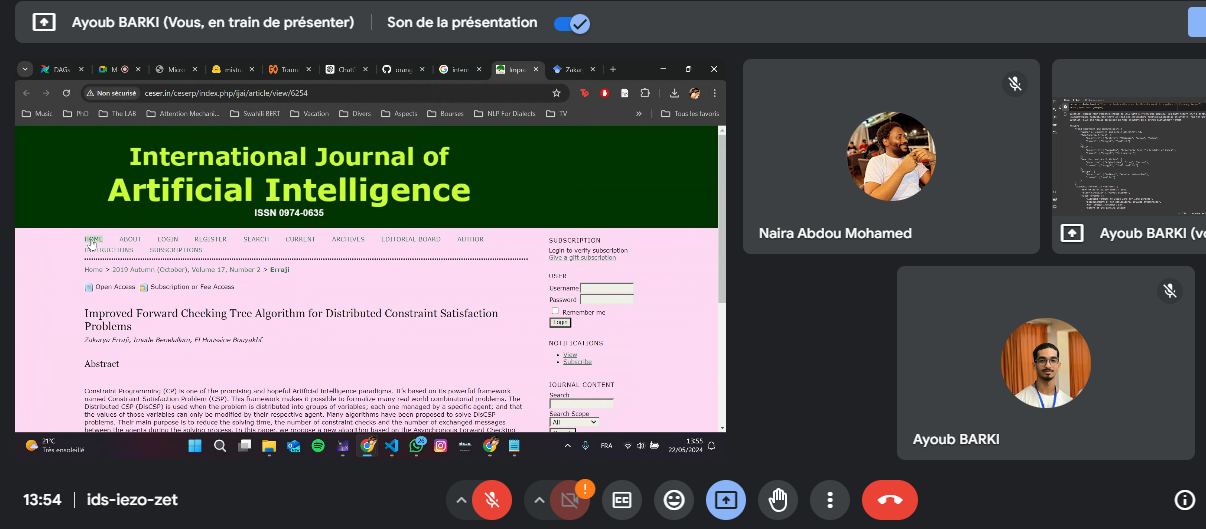 Ayoub BARKI (Vous, en train de présenter)
Son de la présentation
DAGs
M
Micro
mistr
Tourn
ChatG
orang
intern
Impro
Zakar
Non sécurisé
ceser.in/ceserp/index.php/ijai/article/view/6254
Music
PhD
The LAB
Attention Mechani...
Swahili BERT
Vacation
Divers
Aspects
Bourses
NLP For Dialects
TV
»
Tous les favoris
International Journal of
Artificial Intelligence
ISSN 0974-0635
HOME ABOUT LOGIN REGISTER SEARCH CURRENT ARCHIVES EDITORIAL BOARD AUTHOR
INSTRUCTIONS SUBSCRIPTIONS
Home > 2019 Autumn (October), Volume 17, Number 2 > Erraji
Open Access Subscription or Fee Access
Improved Forward Checking Tree Algorithm for Distributed Constraint Satisfaction
Problems
Zakarya Erraji, Imade Benelallam, El Houssine Bouyakhf
Abstract
Constraint Programming (CP) is one of the promising and hopeful Artificial Intelligence paradigms. It's based on its powerful framework
named Constraint Satisfaction Problem (CSP). This framework makes it possible to formalize many real world combinatorial problems. The
Distributed CSP (DisCSP) is used when the problem is distributed into groups of variables; each one managed by a specific agent; and that
the values of those variables can only be modified by their respective agent. Many algorithms have been proposed to solve DisCSP
problems. Their main purpose is to reduce the solving time, the number of constraint checks and the number of exchanged messages
between the agents during the solving process. In this paper, we propose a new algorithm based on the Asynchronous Forward Checking
SUBSCRIPTION
Login to verify subscription
Give a gift subscription
USER
Username
Password
Remember me
Login
NOTIFICATIONS
View
Subscribe
JOURNAL CONTENT
Search
Search Scope
All
21°C
Très ensoleillé
FRA
13:55
22/05/2024
Naira Abdou Mohamed
Ayoub BARKI (vo
Ayoub BARKI
13:54
ids-iezo-zet